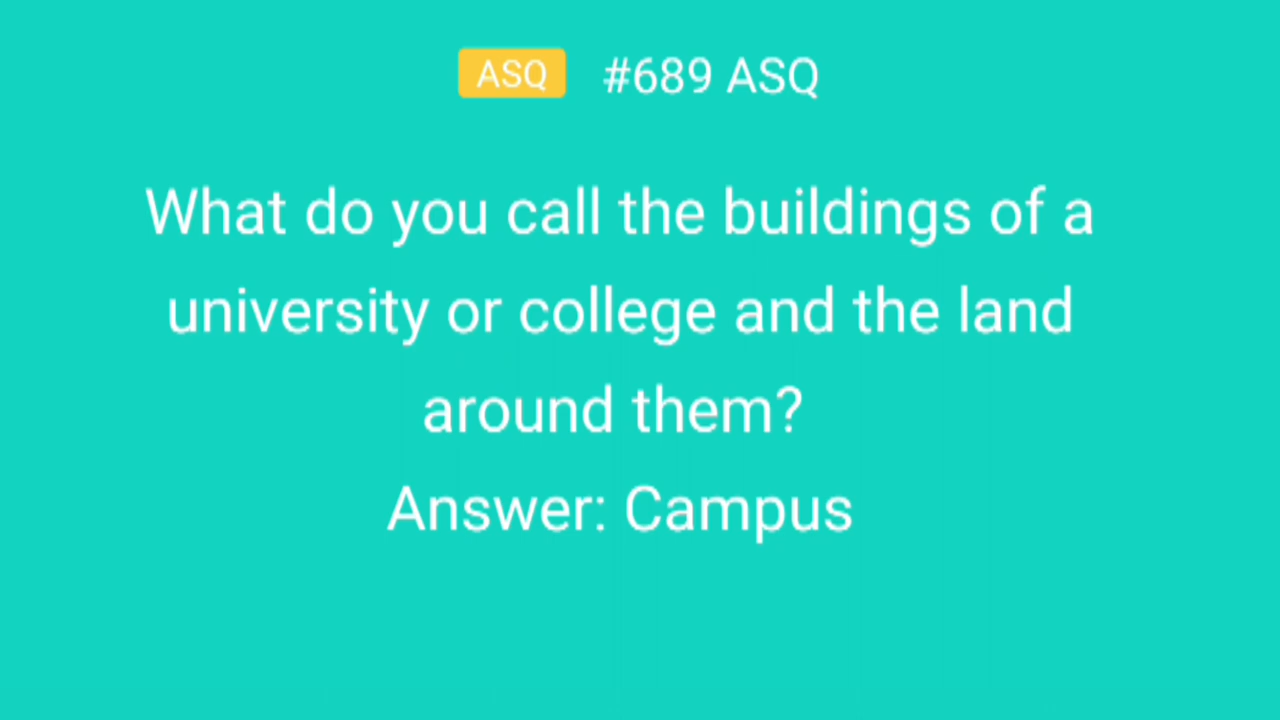 ASQ #689 ASQ
What do you call the buildings of a
university or college and the land
around them?
Answer: Campus